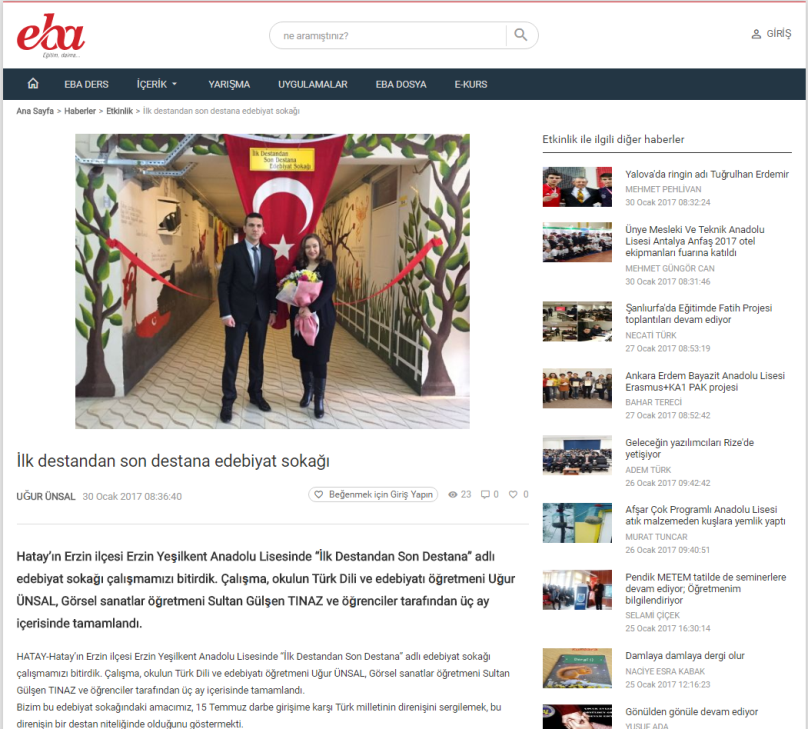 eba
Eğitim, daima...
ne aramıştınız?
GİRİŞ
EBA DERS
İÇERİK
YARIŞMA
UYGULAMALAR
EBA DOSYA
E-KURS
Ana Sayfa > Haberler > Etkinlik > İlk destandan son destana edebiyat sokağı
İlk Destandan
Son Destana
Edebiyat Sokağı
İlk destandan son destana edebiyat sokağı
UĞUR ÜNSAL 30 Ocak 2017 08:36:40
Beğenmek için Giriş Yapın
23
0
0
Hatay'ın Erzin ilçesi Erzin Yeşilkent Anadolu Lisesinde "İlk Destandan Son Destana" adlı
edebiyat sokağı çalışmamızı bitirdik. Çalışma, okulun Türk Dili ve edebiyatı öğretmeni Uğur
ÜNSAL, Görsel sanatlar öğretmeni Sultan Gülşen TINAZ ve öğrenciler tarafından üç ay
içerisinde tamamlandı.
HATAY-Hatay'ın Erzin ilçesi Erzin Yeşilkent Anadolu Lisesinde "İlk Destandan Son Destana" adlı edebiyat sokağı
çalışmamızı bitirdik. Çalışma, okulun Türk Dili ve edebiyatı öğretmeni Uğur ÜNSAL, Görsel sanatlar öğretmeni Sultan
Gülşen TINAZ ve öğrenciler tarafından üç ay içerisinde tamamlandı.
Bizim bu edebiyat sokağındaki amacımız, 15 Temmuz darbe girişime karşı Türk milletinin direnişini sergilemek, bu
direnişin bir destan niteliğinde olduğunu göstermekti.
Etkinlik ile ilgili diğer haberler
Yalova'da ringin adı Tuğrulhan Erdemir
MEHMET PEHLİVAN
30 Ocak 2017 08:32:24
Ünye Mesleki Ve Teknik Anadolu
Lisesi Antalya Anfaş 2017 otel
ekipmanları fuarına katıldı
MEHMET GÜNGÖR CAN
30 Ocak 2017 08:31:46
Şanlıurfa'da Eğitimde Fatih Projesi
toplantıları devam ediyor
NECATİ TÜRK
27 Ocak 2017 08:53:19
Ankara Erdem Bayazit Anadolu Lisesi
Erasmus+KA1 PAK projesi
BAHAR TERECİ
27 Ocak 2017 08:52:42
Geleceğin yazılımcıları Rize'de
yetişiyor
ADEM TÜRK
26 Ocak 2017 09:42:42
Afşar Çok Programlı Anadolu Lisesi
atık malzemeden kuşlara yemlik yaptı
MURAT TUNCAR
26 Ocak 2017 09:40:51
Pendik METEM tatilde de seminerlere
devam ediyor; Öğretmenim
bilgilendiriyor
SELAMİ ÇİÇEK
25 Ocak 2017 16:30:14
Damlaya damlaya dergi olur
NACİYE ESRA KABAK
25 Ocak 2017 12:16:23
Gönülden gönüle devam ediyor
YUSUF ADA